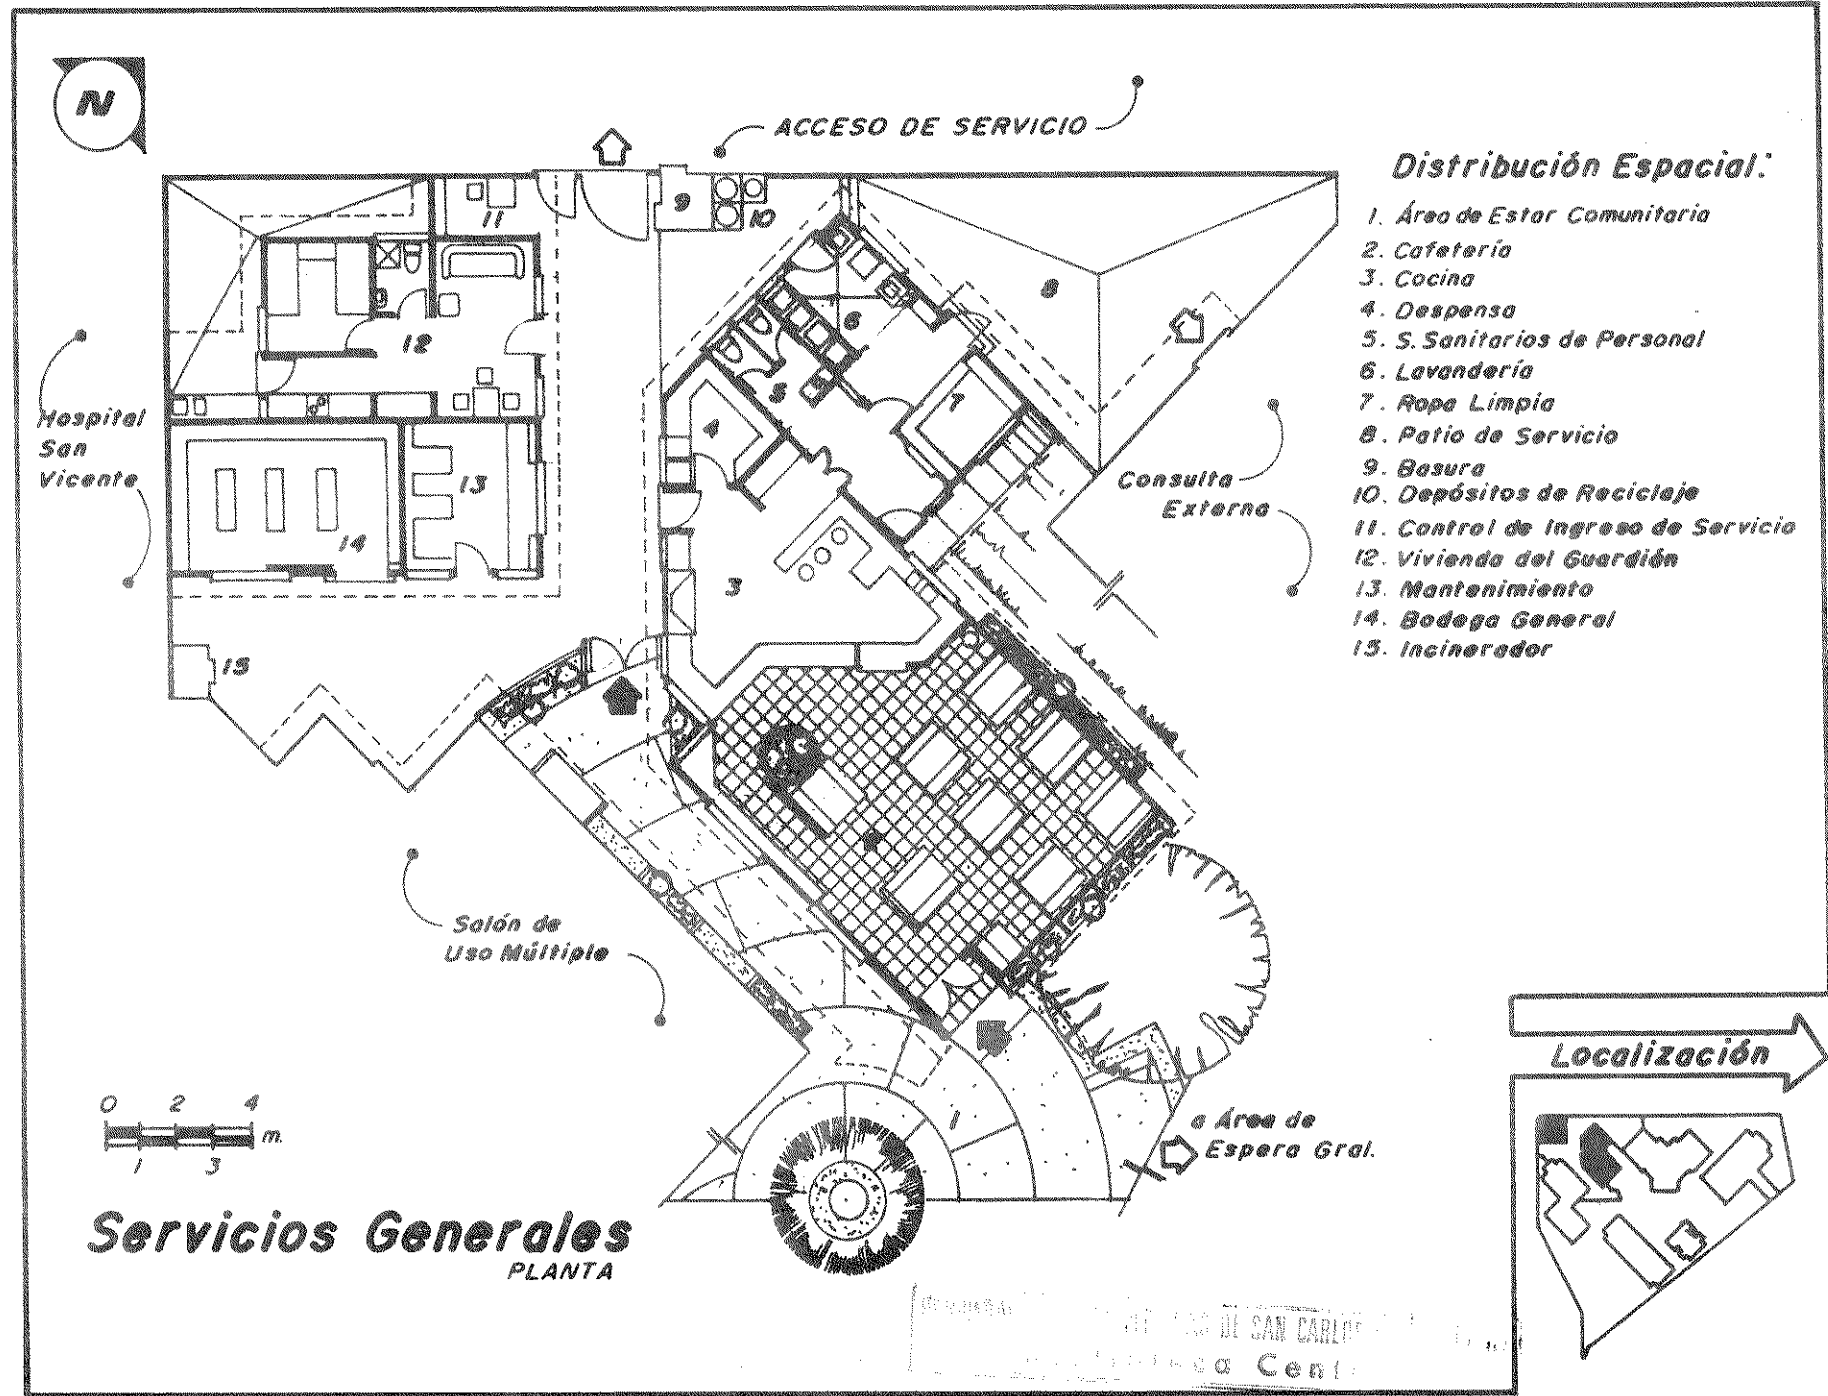 N
ACCESO DE SERVICIO
Distribución Espacial:
1. Área de Estar Comunitaria
2. Cafetería
3. Cocina
4. Despensa
5. S. Sanitarios de Personal
6. Lavandería
7. Ropa Limpia
8. Patio de Servicio
9. Basura
10. Depósitos de Reciclaje
11. Control de Ingreso de Servicio
12. Vivienda del Guardián
13. Mantenimiento
14. Bodega General
15. Incinerador
11
9
10
8
12
6
5
7
4
13
14
3
15
2
1
Hospital
San
Vicente
Consulta
Externa
Salón de
Uso Múltiple
a Área de
Espera Gral.
Localización
0 2 4
m.
1 3
Servicios Generales
PLANTA
DE SAN CARLOS